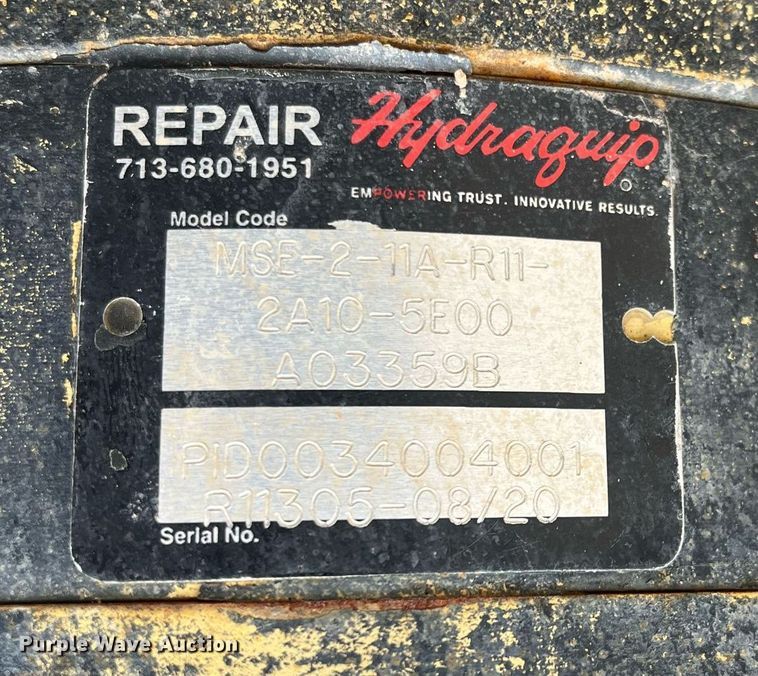 REPAIR
713-680-1951
Hydraquip
EMPOWERING TRUST. INNOVATIVE RESULTS.
Model Code
MSE-2-11A-R11-
2A10-5E00
A03359B
PID0034004001
R11305-08/20
Serial No.
Purple Wave Auction